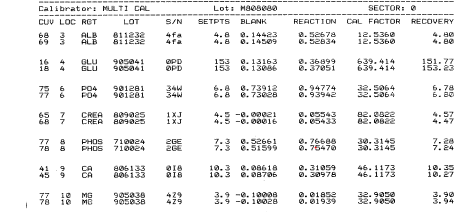 Calibrator: MULTI CAL Lot: M808080 SECTOR: 0
CUV LOC RGT LOT S/N SETPTS BLANK REACTION CAL FACTOR RECOVERY
68 3 ALB 811232 4fa 4.8 0.14423 0.52678 12.5360 4.80
69 3 ALB 811232 4fa 4.8 0.14509 0.52834 12.5360 4.80
16 4 GLU 905041 0PD 153 0.13163 0.36899 639.414 151.77
18 4 GLU 905041 0PD 153 0.13086 0.37051 639.414 153.23
75 6 PO4 901281 34W 6.8 0.73912 0.94774 32.5064 6.78
77 6 PO4 901281 34W 6.8 0.73028 0.93942 32.5064 6.80
65 7 CREA 809025 1XJ 4.5 -0.00021 0.05543 82.0822 4.57
68 7 CREA 809025 1XJ 4.5 -0.00016 0.05433 82.0822 4.47
77 8 PHOS 710024 2GE 7.3 0.52661 0.76688 30.3145 7.28
78 8 PHOS 710024 2GE 7.3 0.51599 0.75470 30.3145 7.24
41 9 CA 806133 0I8 10.3 0.08618 0.31059 46.1173 10.35
45 9 CA 806133 0I8 10.3 0.08706 0.30978 46.1173 10.27
77 10 MG 905038 4Z9 3.9 -0.10008 0.01852 32.9050 3.90
78 10 MG 905038 4Z9 3.9 -0.10028 0.01939 32.9050 3.94